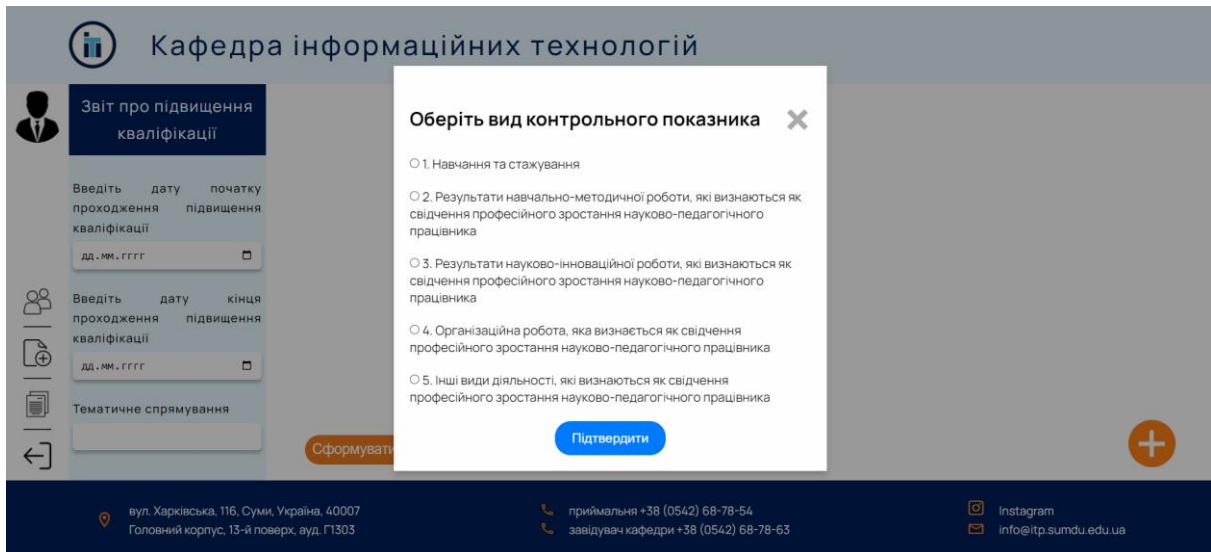 Кафедра інформаційних технологій
Звіт про підвищення
кваліфікації
Введіть дату початку
проходження підвищення
кваліфікації
дд.мм.гггг
Введіть дату кінця
проходження підвищення
кваліфікації
дд.мм.гггг
Тематичне спрямування
Оберіть вид контрольного показника
1. Навчання та стажування
2. Результати навчально-методичної роботи, які визнаються як
свідчення професійного зростання науково-педагогічного
працівника
3. Результати науково-інноваційної роботи, які визнаються як
свідчення професійного зростання науково-педагогічного
працівника
4. Організаційна робота, яка визнається як свідчення
професійного зростання науково-педагогічного працівника
5. Інші види діяльності, які визнаються як свідчення
професійного зростання науково-педагогічного працівника
Підтвердити
Сформувати
вул. Харківська, 116, Суми, Україна, 40007
Головний корпус, 13-й поверх, ауд. Г1303
приймальня +38 (0542) 68-78-54
завідувач кафедри +38 (0542) 68-78-63
Instagram
info@itp.sumdu.edu.ua